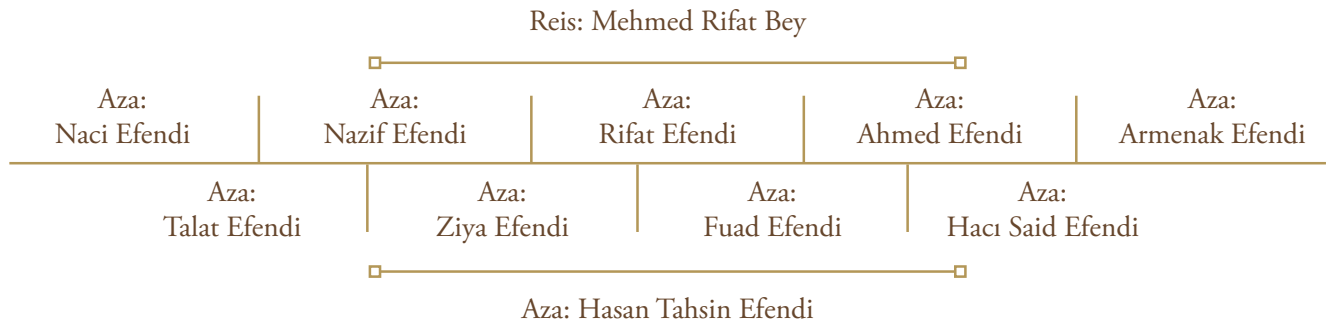 Reis: Mehmed Rifat Bey
Aza:
Naci Efendi
Aza:
Nazif Efendi
Aza:
Rifat Efendi
Aza:
Ahmed Efendi
Aza:
Armenak Efendi
Aza:
Talat Efendi
Aza:
Ziya Efendi
Aza:
Fuad Efendi
Aza:
Hacı Said Efendi
Aza: Hasan Tahsin Efendi